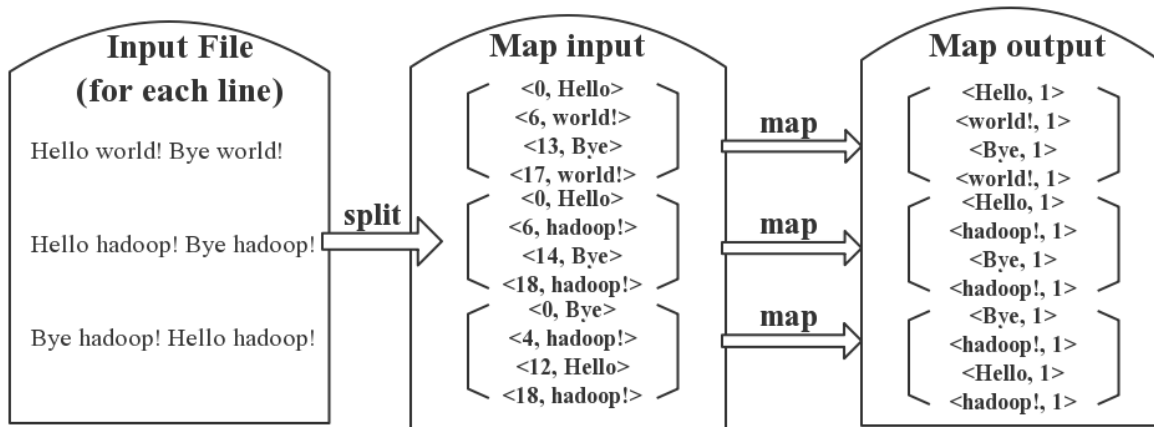 Input File
(for each line)
Hello world! Bye world!
Hello hadoop! Bye hadoop!
Bye hadoop! Hello hadoop!
split
Map input
<0, Hello>
<6, world!>
<13, Bye>
<17, world!>
<0, Hello>
<6, hadoop!>
<14, Bye>
<18, hadoop!>
<0, Bye>
<4, hadoop!>
<12, Hello>
<18, hadoop!>
map
map
map
Map output
<Hello, 1>
<world!, 1>
<Bye, 1>
<world!, 1>
<Hello, 1>
<hadoop!, 1>
<Bye, 1>
<hadoop!, 1>
<Bye, 1>
<hadoop!, 1>
<Hello, 1>
<hadoop!, 1>